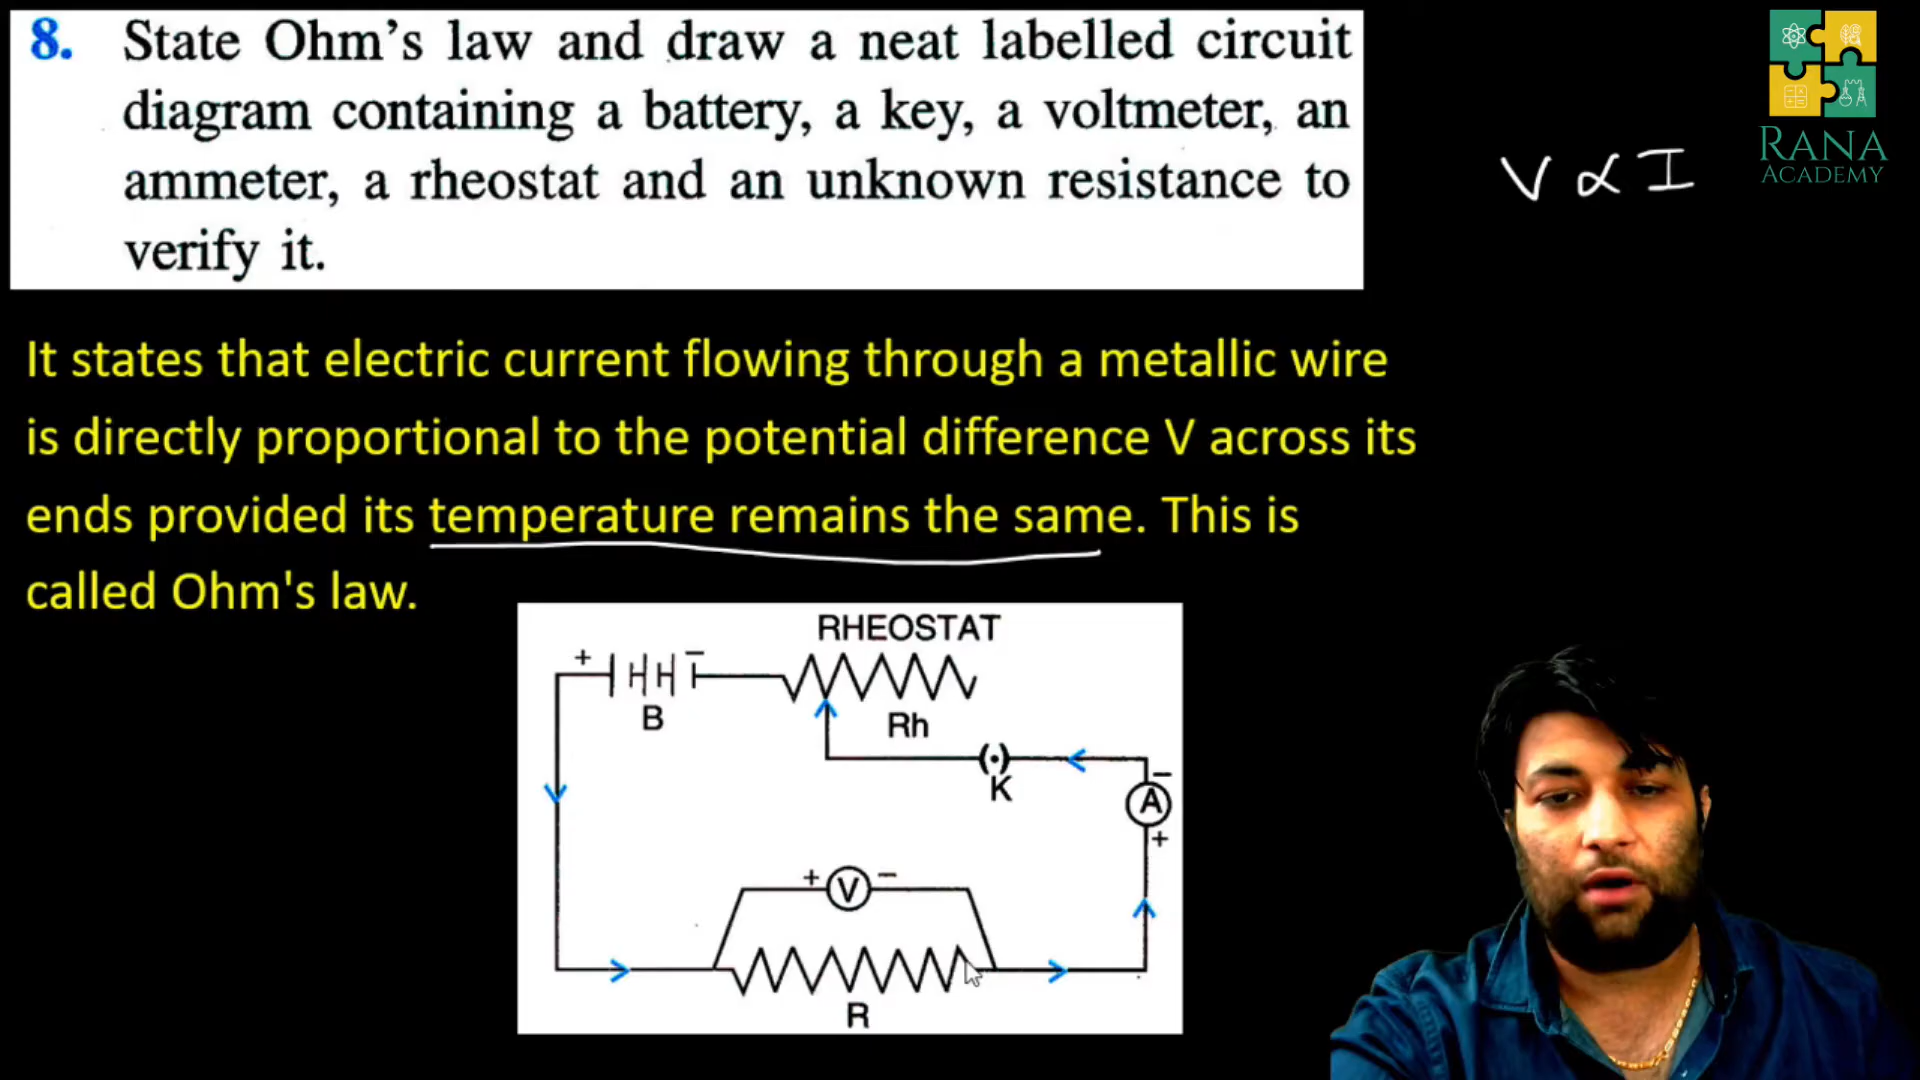 8. State Ohm's law and draw a neat labelled circuit
diagram containing a battery, a key, a voltmeter, an
ammeter, a rheostat and an unknown resistance to
verify it.
V ∝ I
RANA
ACADEMY
It states that electric current flowing through a metallic wire
is directly proportional to the potential difference V across its
ends provided its temperature remains the same. This is
called Ohm's law.
RHEOSTAT
+ −
B
Rh
K
−
A
+
+ V −
R